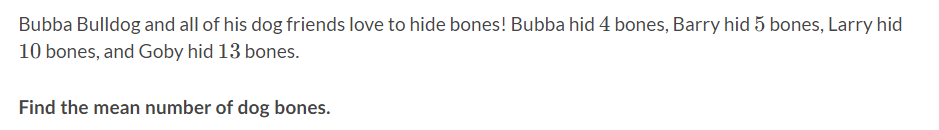 Bubba Bulldog and all of his dog friends love to hide bones! Bubba hid 4 bones, Barry hid 5 bones, Larry hid
10 bones, and Goby hid 13 bones.
Find the mean number of dog bones.